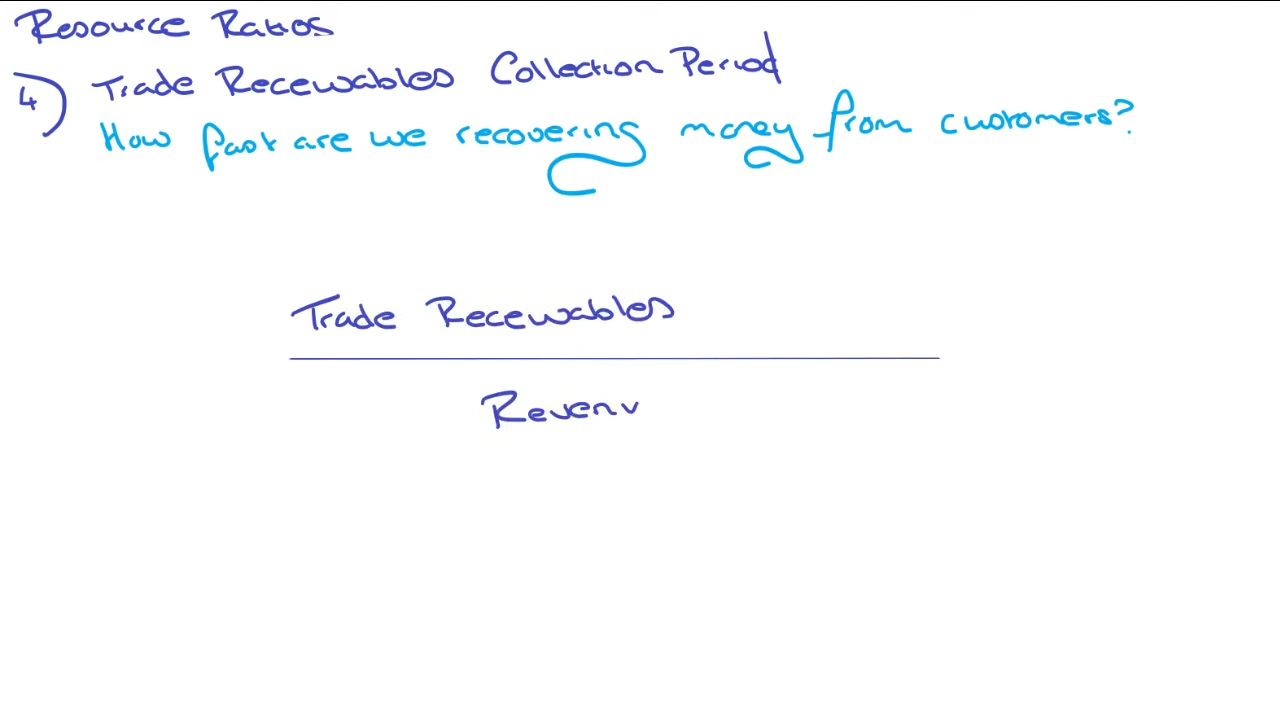 Resource Ratios
4) Trade Receivables Collection Period
How fast are we recovering money from customers?
Trade Receivables
Revenu